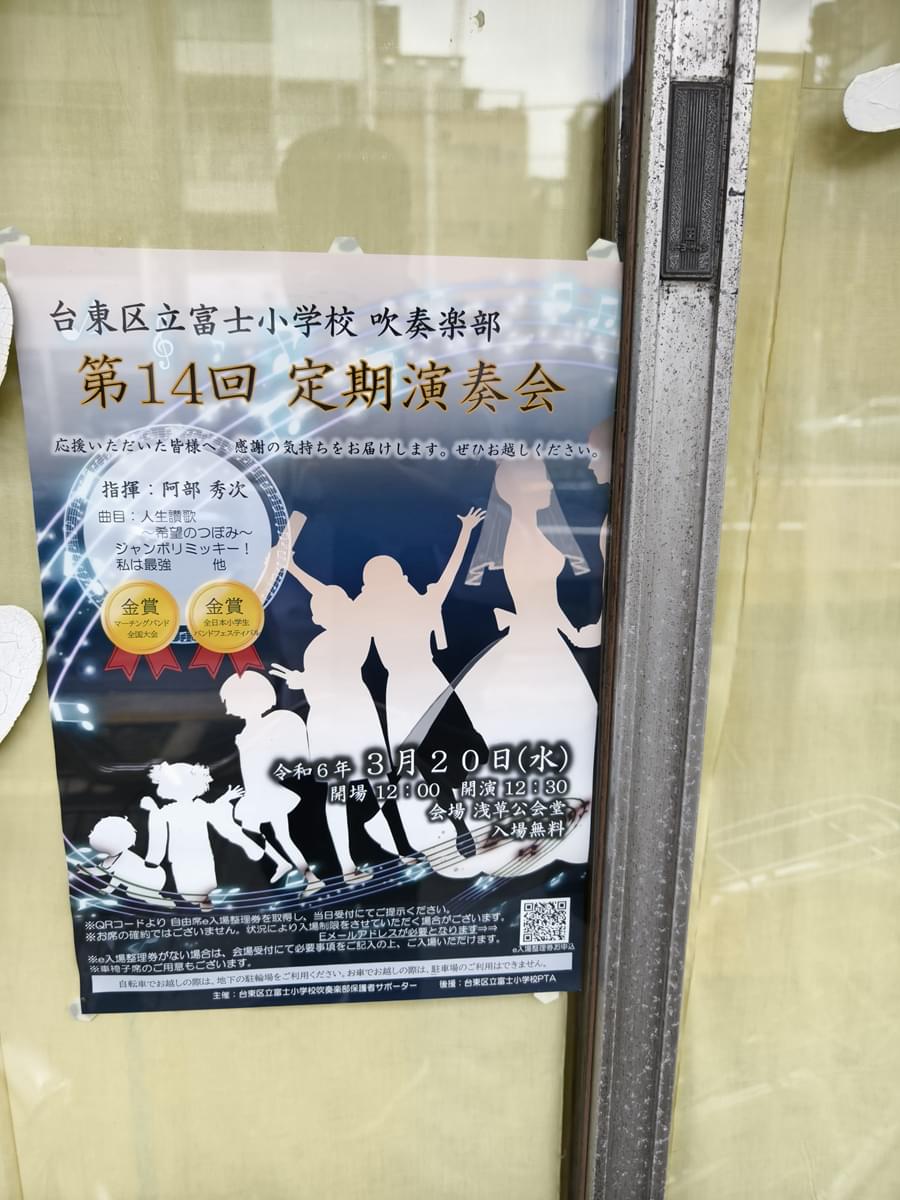 台東区立富士小学校 吹奏楽部
第14回 定期演奏会
応援いただいた皆様へ 感謝の気持ちをお届けします。ぜひお越しください。
指揮：阿部 秀次
曲目：人生讃歌
～希望のつぼみ～
ジャンボリミッキー！
私は最強 他
金賞
マーチングバンド
全国大会
金賞
全日本小学生
バンドフェスティバル
令和6年 3月20日(水)
開場 12：00 開演 12：30
会場 浅草公会堂
入場無料
※QRコードより 自由席e入場整理券を取得し、当日受付にてご提示ください。
※お席の確約ではございません。状況により入場制限をさせていただく場合がございます。
Eメールアドレスが必要となります⇒⇒
※e入場整理券がない場合は、会場受付にて必要事項をご記入の上、ご入場いただけます。
※車椅子席のご用意もございます。
e入場整理券お申込
自転車でお越しの際は、地下の駐輪場をご利用ください。お車でお越しの際は、駐車場のご利用はできません。
主催：台東区立富士小学校吹奏楽部保護者サポーター 後援：台東区立富士小学校PTA